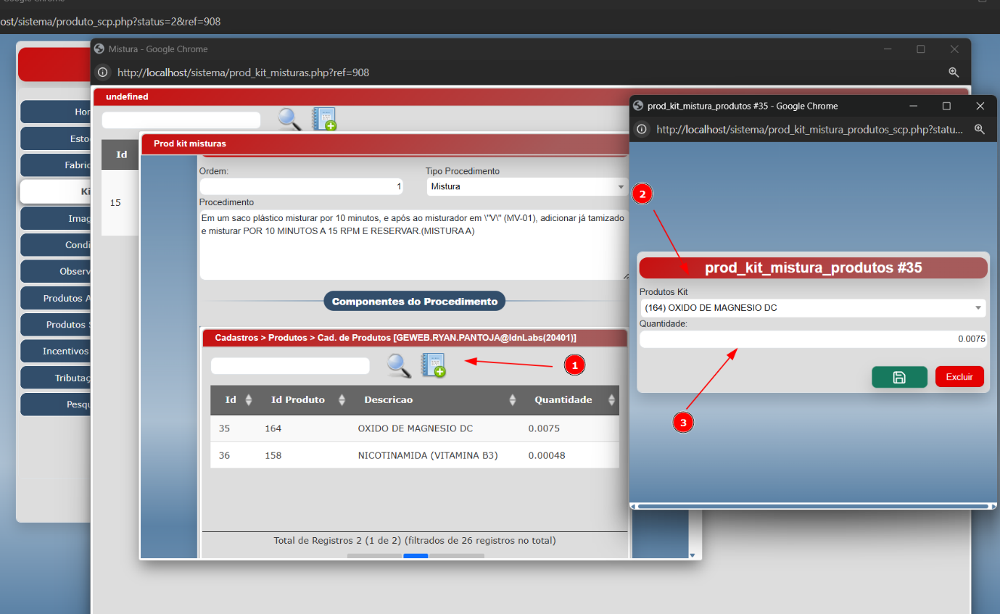 Google Chrome
ost/sistema/produto_scp.php?status=2&ref=908
Mistura - Google Chrome
http://localhost/sistema/prod_kit_misturas.php?ref=908
undefined
Id
15
Prod kit misturas
Ordem:
1
Tipo Procedimento
Mistura
Procedimento
Em um saco plástico misturar por 10 minutos, e após ao misturador em \"V\" (MV-01), adicionar já tamizado
e misturar POR 10 MINUTOS A 15 RPM E RESERVAR.(MISTURA A)
Componentes do Procedimento
Cadastros > Produtos > Cad. de Produtos [GEWEB.RYAN.PANTOJA@IdnLabs(20401)]
1
Id Id Produto Descricao Quantidade
35 164 OXIDO DE MAGNESIO DC 0.0075
36 158 NICOTINAMIDA (VITAMINA B3) 0.00048
Total de Registros 2 (1 de 2) (filtrados de 26 registros no total)
prod_kit_mistura_produtos #35 - Google Chrome
http://localhost/sistema/prod_kit_mistura_produtos_scp.php?statu...
2
prod_kit_mistura_produtos #35
Produtos Kit
(164) OXIDO DE MAGNESIO DC
Quantidade:
0.0075
Excluir
3
Hor
Esto
Fabric
Ki
Imag
Condi
Observ
Produtos A
Produtos S
Incentivos
Tributaç
Pesqu